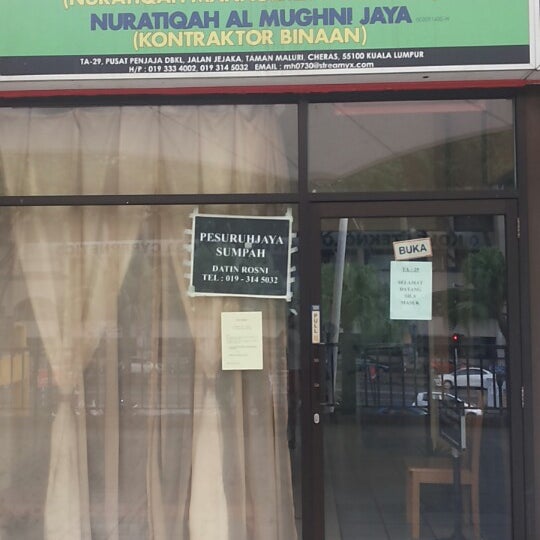 NURATIQAH AL MUGHNI JAYA
(KONTRAKTOR BINAAN)
TA-29, PUSAT PENJAJA DBKL, JALAN JEJAKA, TAMAN MALURI, CHERAS, 55100 KUALA LUMPUR
H/P : 019 333 4002, 019 314 5032 EMAIL : mh0730@streamyx.com
PESURUHJAYA
SUMPAH
DATIN ROSNI
TEL : 019 - 314 5032
BUKA
TA - 29
SELAMAT
DATANG
SILA
MASUK
PULL